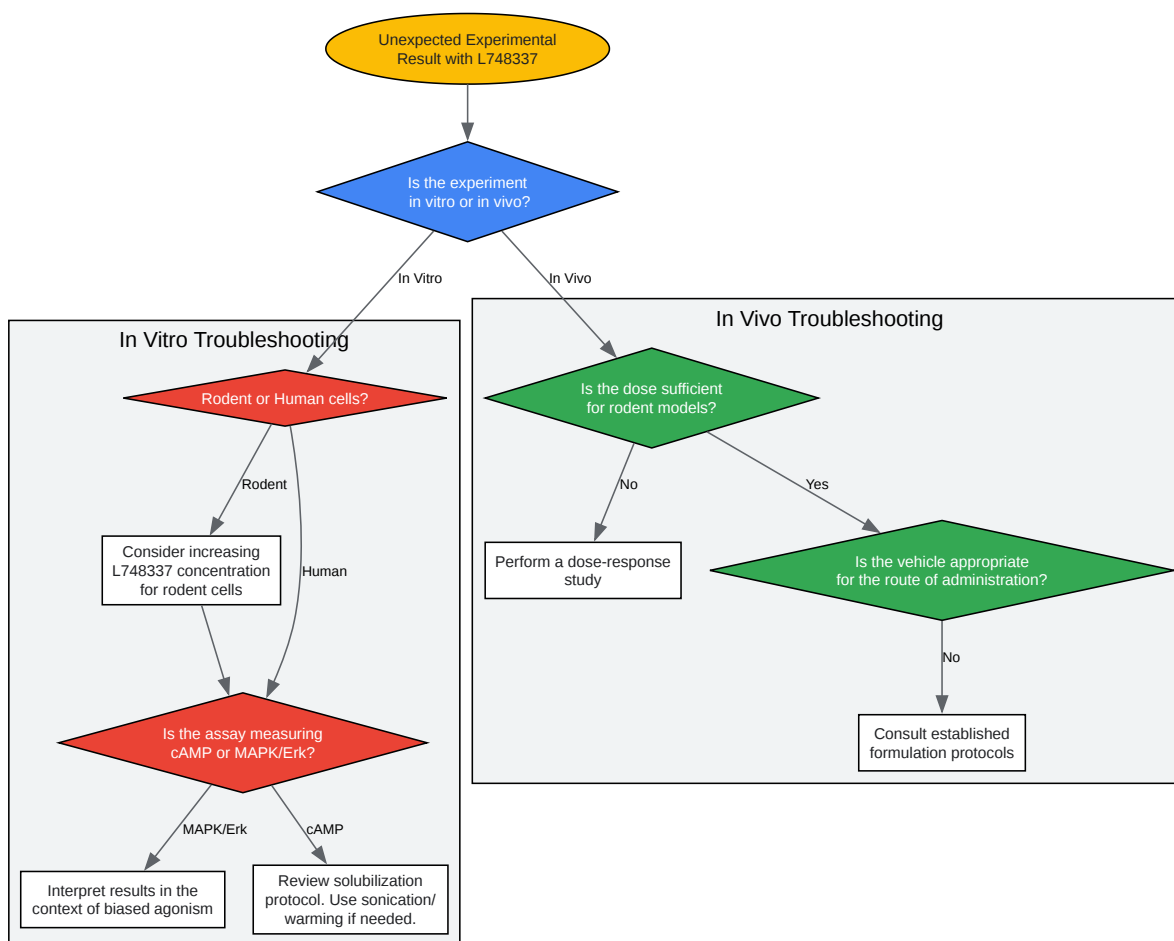 Unexpected Experimental
Result with L748337
Is the experiment
in vitro or in vivo?
In Vitro
In Vivo
In Vitro Troubleshooting
Rodent or Human cells?
Rodent
Human
Consider increasing
L748337 concentration
for rodent cells
Is the assay measuring
cAMP or MAPK/Erk?
MAPK/Erk
cAMP
Interpret results in the
context of biased agonism
Review solubilization
protocol. Use sonication/
warming if needed.
In Vivo Troubleshooting
Is the dose sufficient
for rodent models?
No
Yes
Perform a dose-response
study
Is the vehicle appropriate
for the route of administration?
No
Consult established
formulation protocols